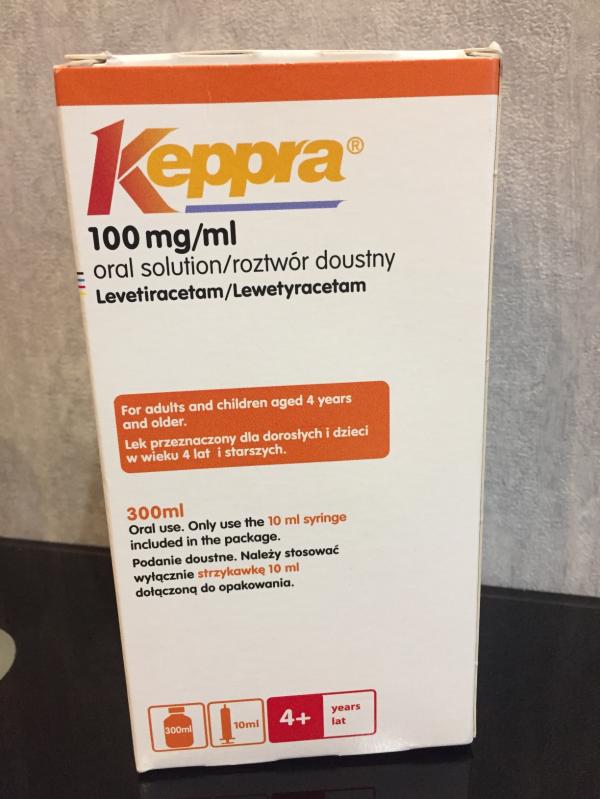 Keppra®
100 mg/ml
oral solution/roztwór doustny
Levetiracetam/Lewetyracetam
For adults and children aged 4 years
and older.
Lek przeznaczony dla dorosłych i dzieci
w wieku 4 lat i starszych.
300ml
Oral use. Only use the 10 ml syringe
included in the package.
Podanie doustne. Należy stosować
wyłącznie strzykawkę 10 ml
dołączoną do opakowania.
300ml
10ml
4+
years
lat